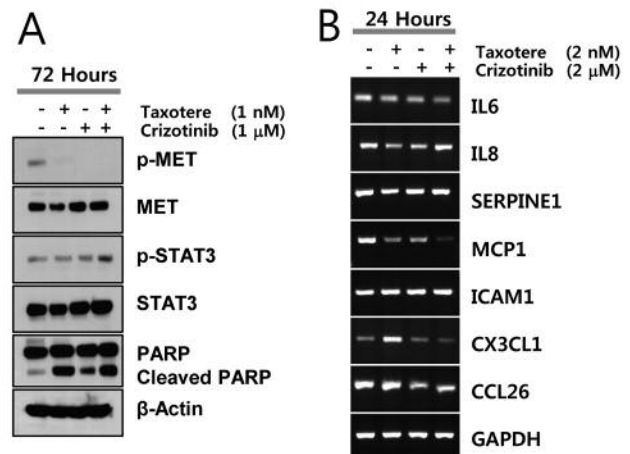 A
72 Hours
- + - + Taxotere (1 nM)
- - + + Crizotinib (1 μM)
p-MET
MET
p-STAT3
STAT3
PARP
Cleaved PARP
β-Actin
B
24 Hours
- + - + Taxotere (2 nM)
- - + + Crizotinib (2 μM)
IL6
IL8
SERPINE1
MCP1
ICAM1
CX3CL1
CCL26
GAPDH